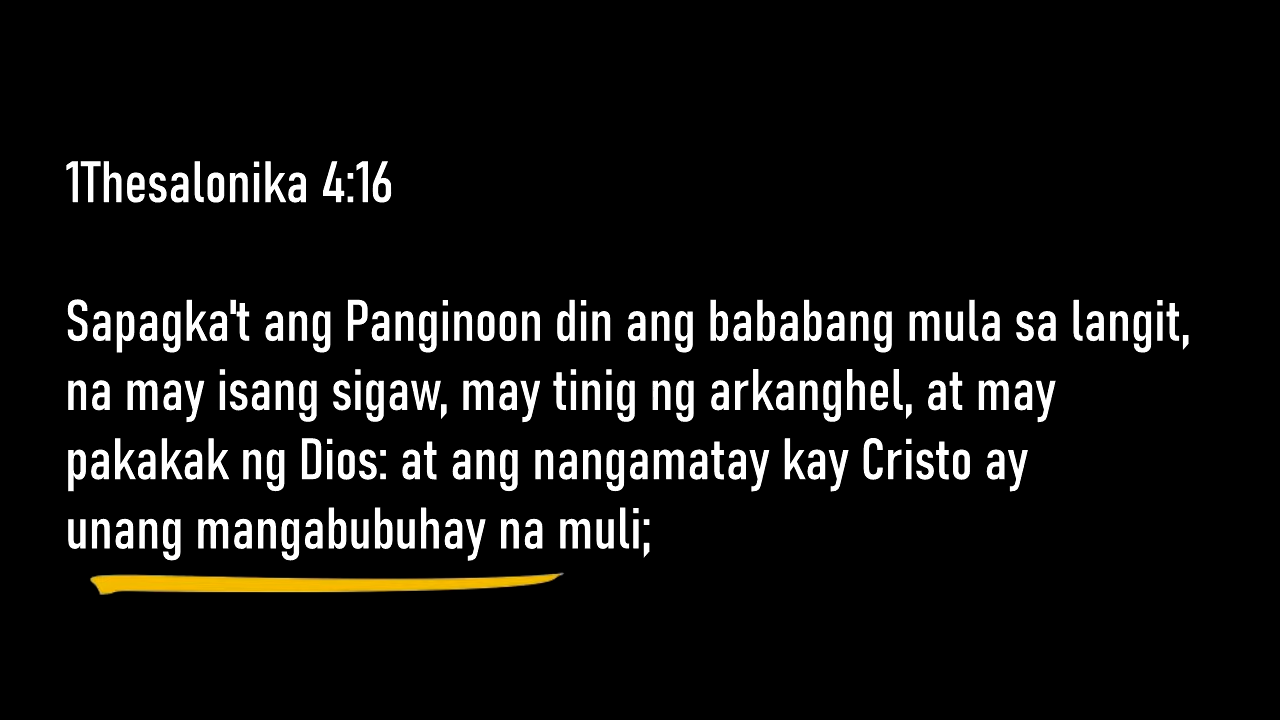 1Thesalonika 4:16
Sapagka't ang Panginoon din ang bababang mula sa langit,
na may isang sigaw, may tinig ng arkanghel, at may
pakakak ng Dios: at ang nangamatay kay Cristo ay
unang mangabubuhay na muli;